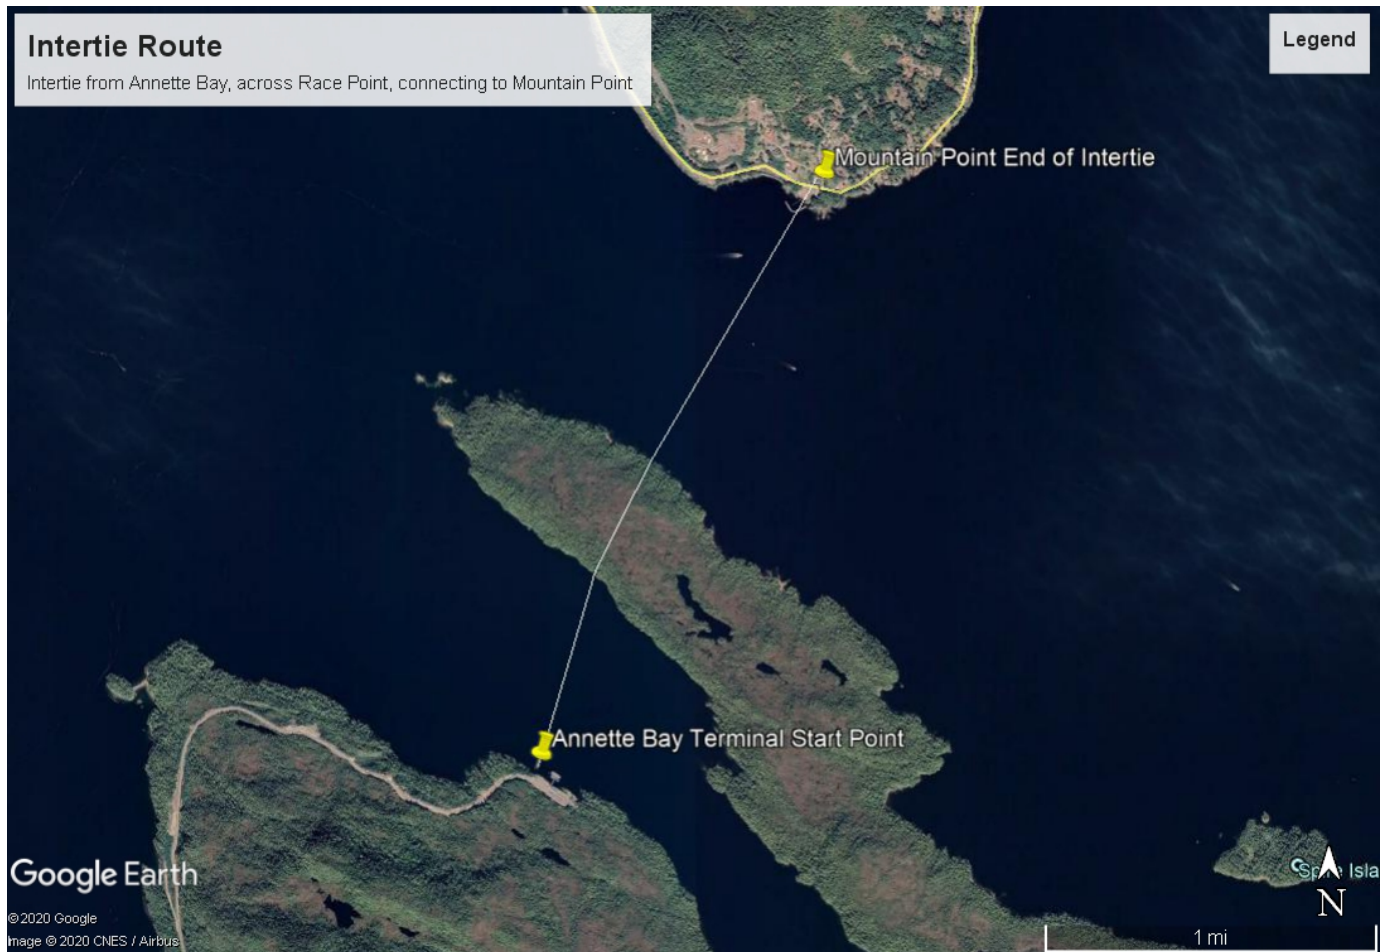 Intertie Route
Intertie from Annette Bay, across Race Point, connecting to Mountain Point
Legend
Mountain Point End of Intertie
Annette Bay Terminal Start Point
Google Earth
N
© 2020 Google
Image © 2020 CNES / Airbus
1 mi